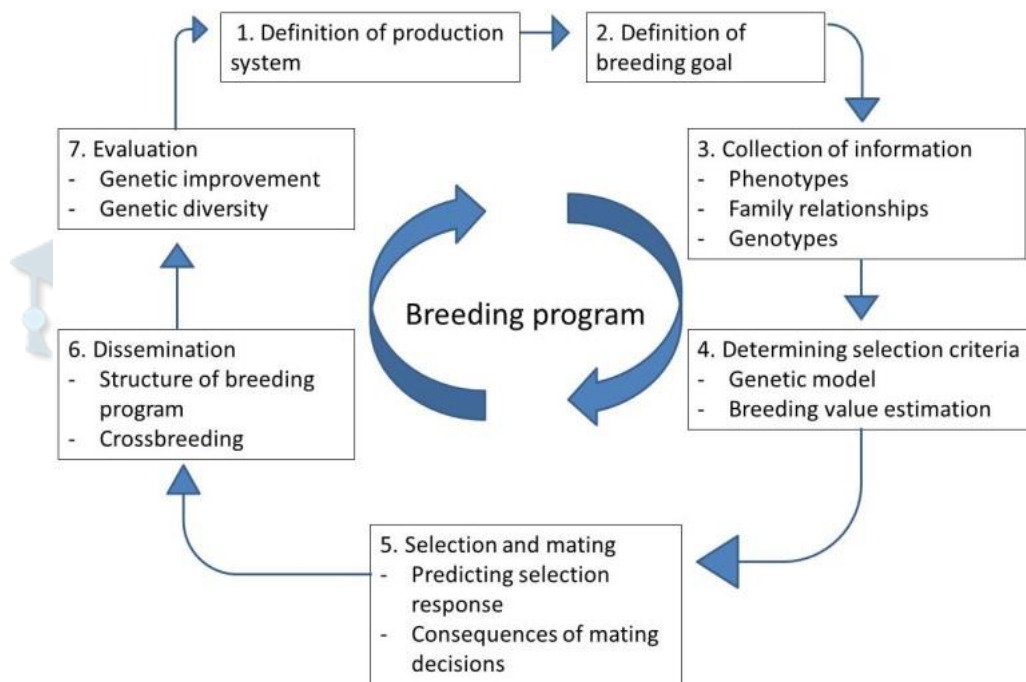 1. Definition of production
system
2. Definition of
breeding goal
3. Collection of information
- Phenotypes
- Family relationships
- Genotypes
4. Determining selection criteria
- Genetic model
- Breeding value estimation
5. Selection and mating
- Predicting selection
response
- Consequences of mating
decisions
6. Dissemination
- Structure of breeding
program
- Crossbreeding
7. Evaluation
- Genetic improvement
- Genetic diversity
Breeding program